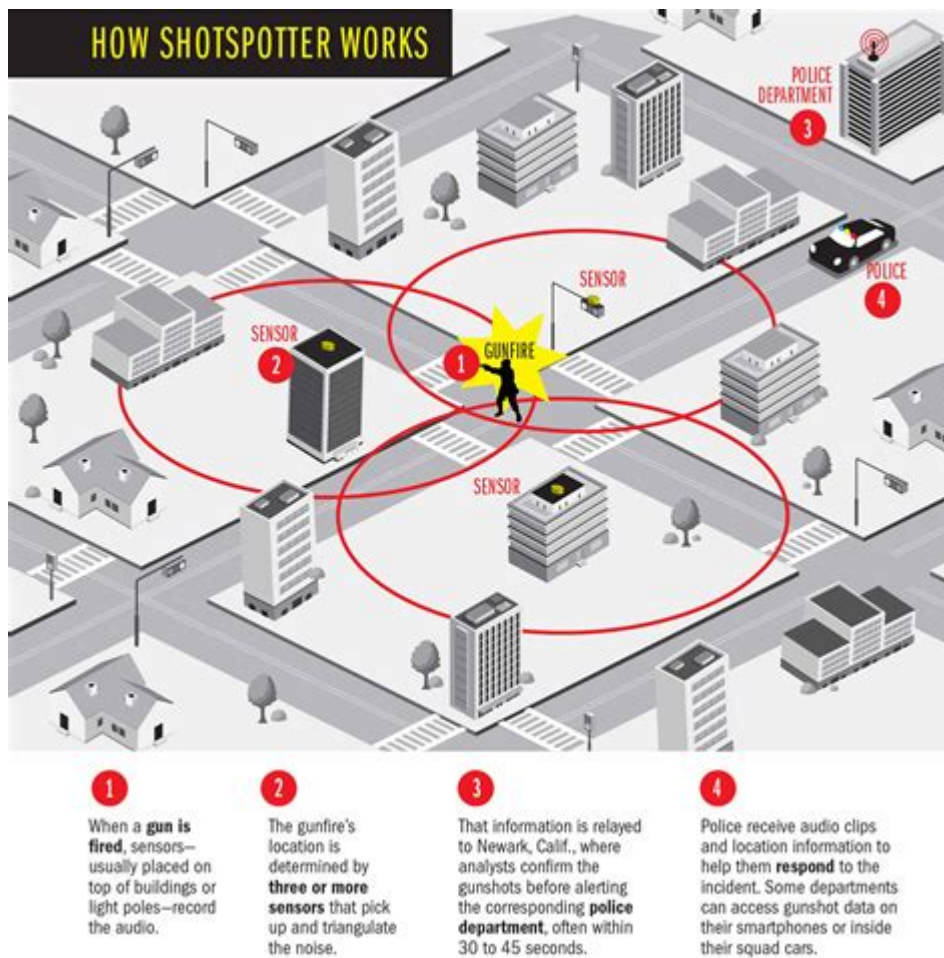 HOW SHOTSPOTTER WORKS
POLICE
DEPARTMENT
3
SENSOR
POLICE
4
SENSOR
2
1
GUNFIRE
SENSOR
1
When a gun is
fired, sensors—
usually placed on
top of buildings or
light poles—record
the audio.
2
The gunfire's
location is
determined by
three or more
sensors that pick
up and triangulate
the noise.
3
That information is relayed
to Newark, Calif., where
analysts confirm the
gunshots before alerting
the corresponding police
department, often within
30 to 45 seconds.
4
Police receive audio clips
and location information to
help them respond to the
incident. Some departments
can access gunshot data on
their smartphones or inside
their squad cars.